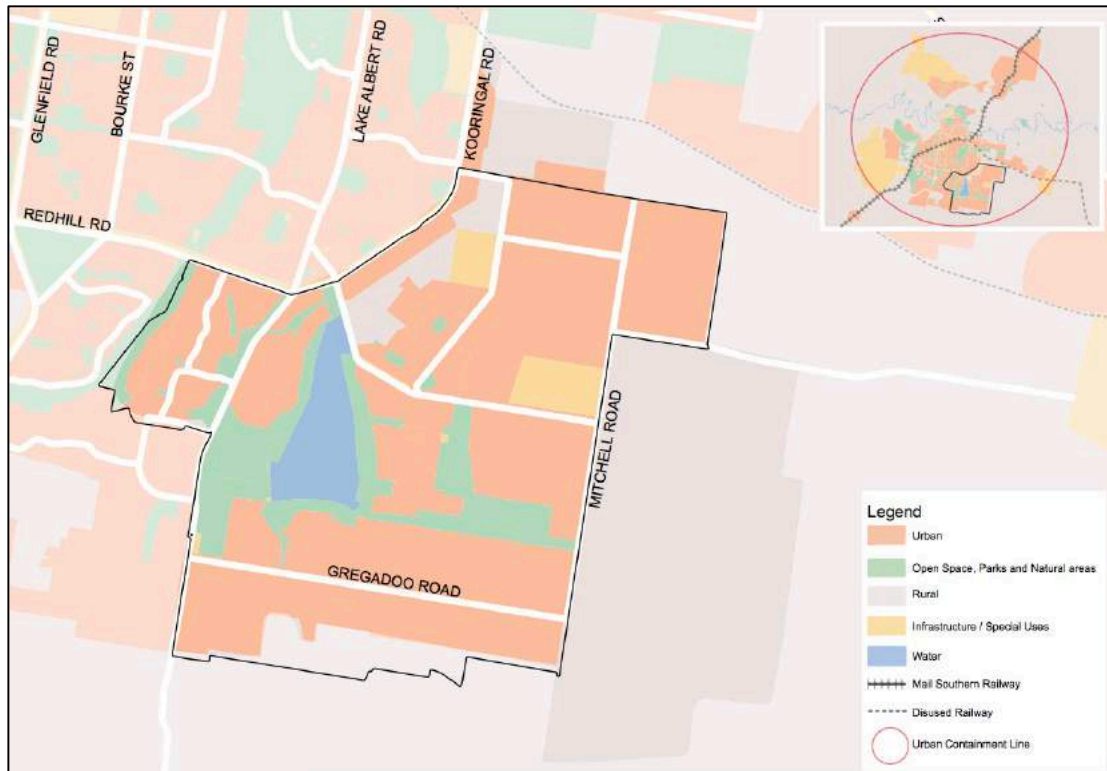 GLENFIELD RD
BOURKE ST
LAKE ALBERT RD
KOORINGAL RD
REDHILL RD
MITCHELL ROAD
GREGADOO ROAD
Legend
Urban
Open Space, Parks and Natural areas
Rural
Infrastructure / Special Uses
Water
Mail Southern Railway
Disused Railway
Urban Containment Line